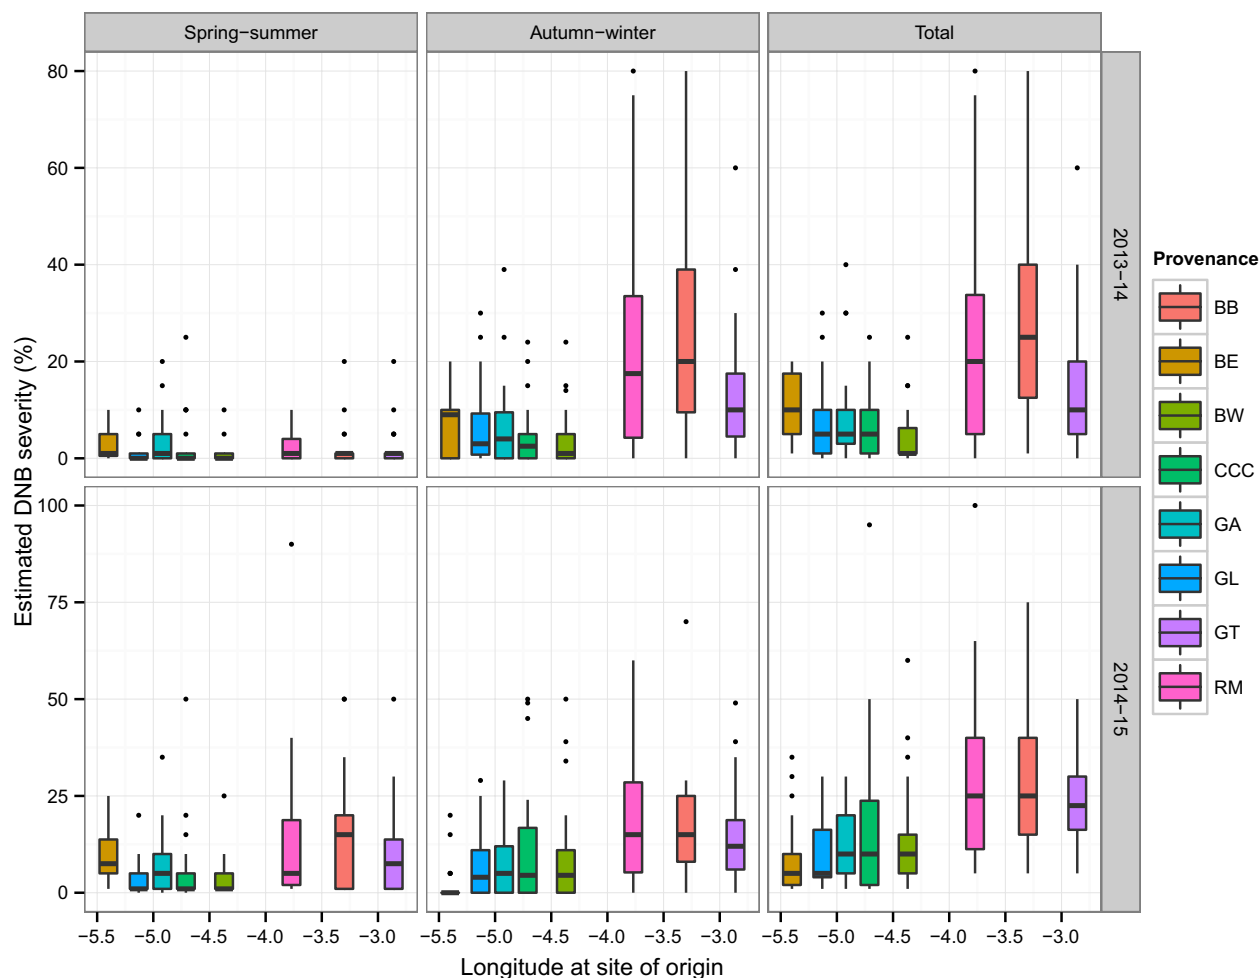 Spring−summer
Autumn−winter
Total
80
60
40
20
0
2013−14
100
75
50
25
0
2014−15
Estimated DNB severity (%)
−5.5 −5.0 −4.5 −4.0 −3.5 −3.0
−5.5 −5.0 −4.5 −4.0 −3.5 −3.0
−5.5 −5.0 −4.5 −4.0 −3.5 −3.0
Longitude at site of origin
Provenance
BB
BE
BW
CCC
GA
GL
GT
RM